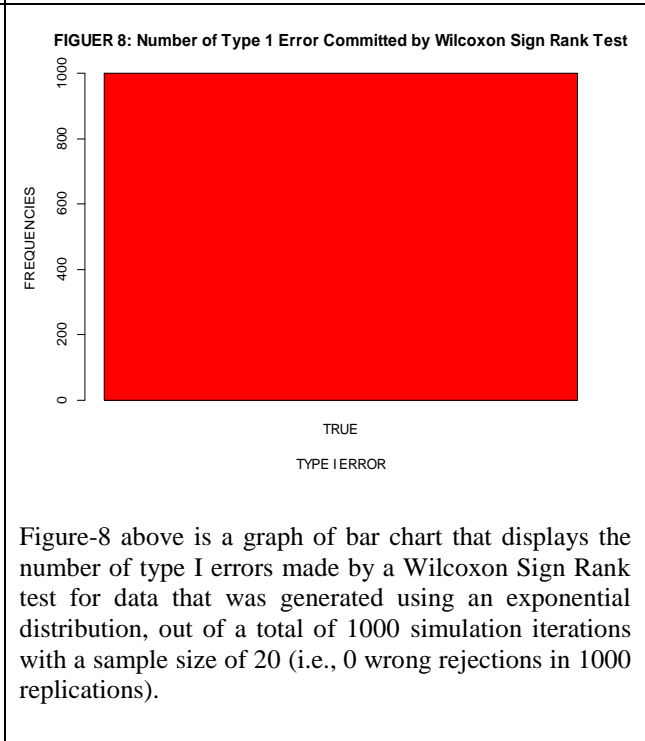 FIGUER 8: Number of Type 1 Error Committed by Wilcoxon Sign Rank Test
1000
800
600
400
200
0
FREQUENCIES
TRUE
TYPE I ERROR
Figure-8 above is a graph of bar chart that displays the
number of type I errors made by a Wilcoxon Sign Rank
test for data that was generated using an exponential
distribution, out of a total of 1000 simulation iterations
with a sample size of 20 (i.e., 0 wrong rejections in 1000
replications).